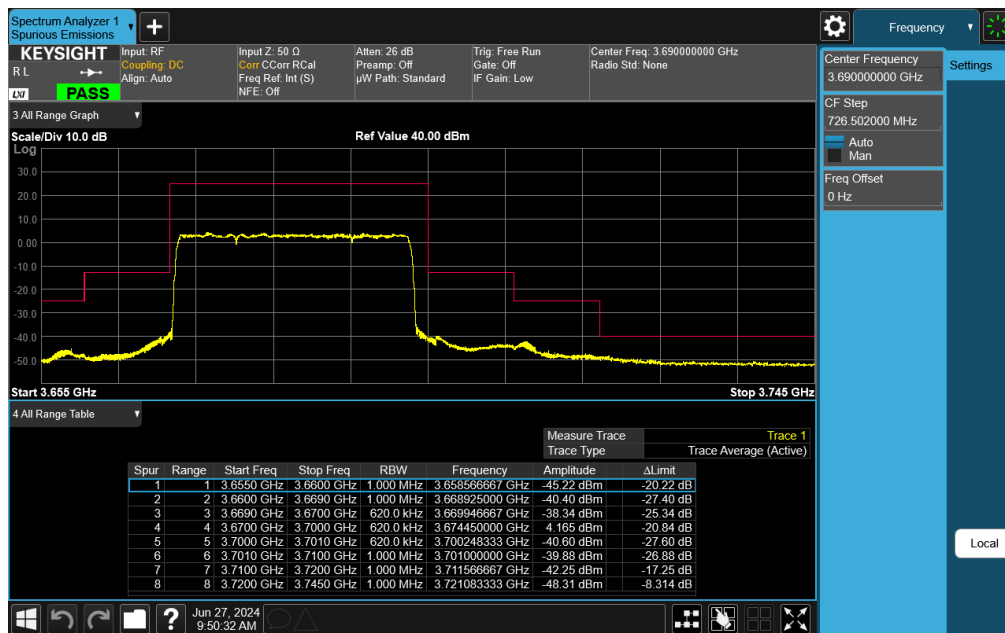 Spectrum Analyzer 1
Spurious Emissions
Frequency
KEYSIGHT
R L
LXI
PASS
Input: RF
Coupling: DC
Align: Auto
Input Z: 50 Ω
Corr CCorr RCal
Freq Ref: Int (S)
NFE: Off
Atten: 26 dB
Preamp: Off
µW Path: Standard
Trig: Free Run
Gate: Off
IF Gain: Low
Center Freq: 3.690000000 GHz
Radio Std: None
Center Frequency
3.690000000 GHz
Settings
CF Step
726.502000 MHz
Auto
Man
Freq Offset
0 Hz
Local
3 All Range Graph
Scale/Div 10.0 dB
Ref Value 40.00 dBm
Log
30.0
20.0
10.0
0.00
-10.0
-20.0
-30.0
-40.0
-50.0
Start 3.655 GHz
Stop 3.745 GHz
4 All Range Table
Measure Trace Trace 1
Trace Type Trace Average (Active)
Spur Range Start Freq Stop Freq RBW Frequency Amplitude ΔLimit
1 1 3.6550 GHz 3.6600 GHz 1.000 MHz 3.658566667 GHz -45.22 dBm -20.22 dB
2 2 3.6600 GHz 3.6690 GHz 1.000 MHz 3.668925000 GHz -40.40 dBm -27.40 dB
3 3 3.6690 GHz 3.6700 GHz 620.0 kHz 3.669946667 GHz -38.34 dBm -25.34 dB
4 4 3.6700 GHz 3.7000 GHz 620.0 kHz 3.674450000 GHz 4.165 dBm -20.84 dB
5 5 3.7000 GHz 3.7010 GHz 620.0 kHz 3.700248333 GHz -40.60 dBm -27.60 dB
6 6 3.7010 GHz 3.7100 GHz 1.000 MHz 3.701000000 GHz -39.88 dBm -26.88 dB
7 7 3.7100 GHz 3.7200 GHz 1.000 MHz 3.711566667 GHz -42.25 dBm -17.25 dB
8 8 3.7200 GHz 3.7450 GHz 1.000 MHz 3.721083333 GHz -48.31 dBm -8.314 dB
Jun 27, 2024
9:50:32 AM